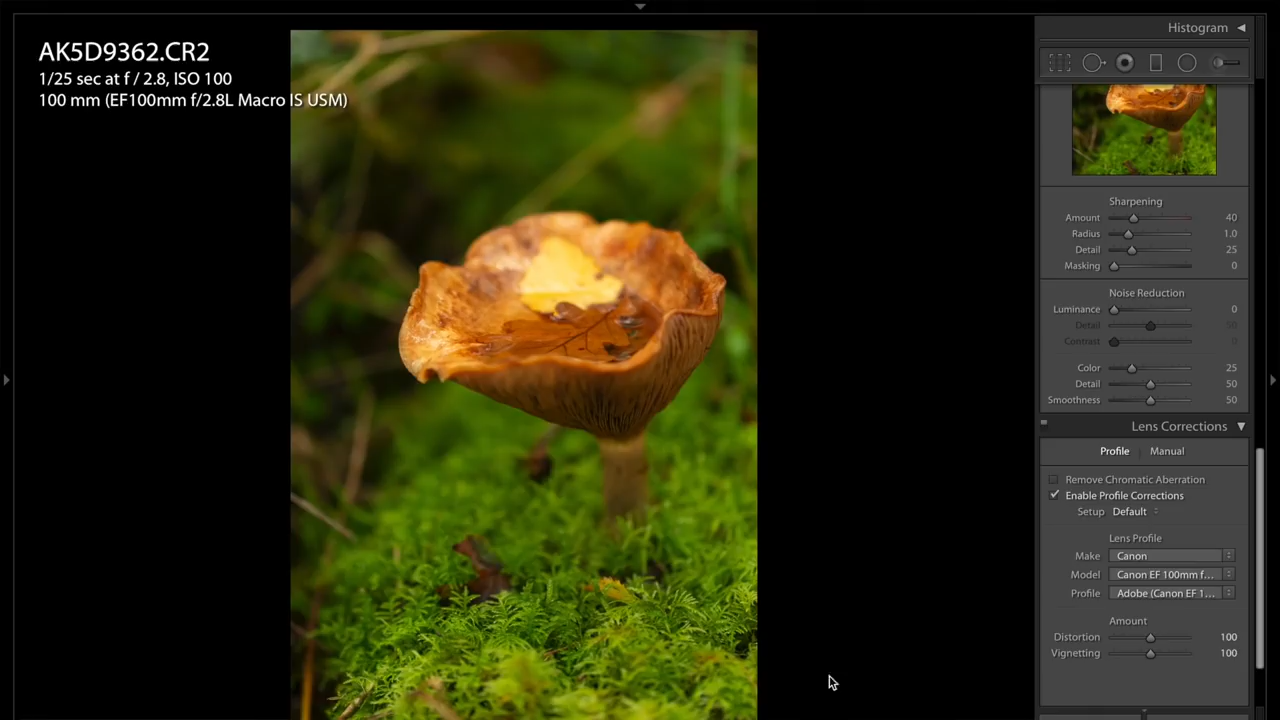 AK5D9362.CR2
1/25 sec at f / 2.8, ISO 100
100 mm (EF100mm f/2.8L Macro IS USM)
Histogram
Sharpening
Amount 40
Radius 1.0
Detail 25
Masking 0
Noise Reduction
Luminance 0
Detail 50
Contrast 0
Color 25
Detail 50
Smoothness 50
Lens Corrections
Profile Manual
Remove Chromatic Aberration
Enable Profile Corrections
Setup Default
Lens Profile
Make Canon
Model Canon EF 100mm f...
Profile Adobe (Canon EF 1...
Amount
Distortion 100
Vignetting 100